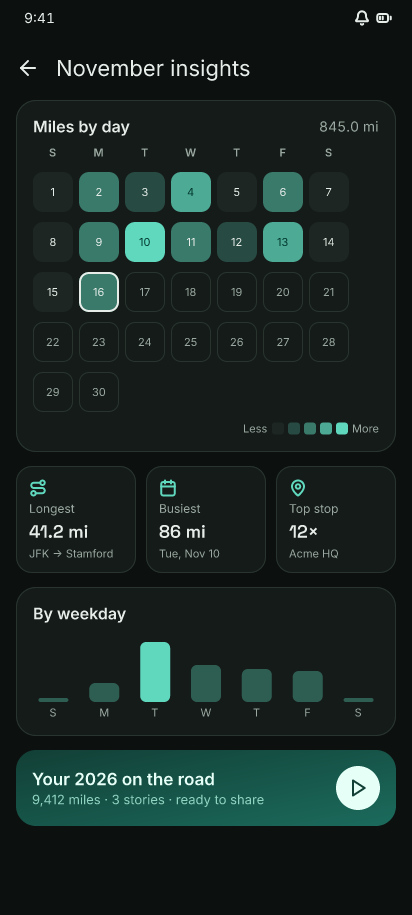 9:41
November insights
Miles by day 845.0 mi
S M T W T F S
1 2 3 4 5 6 7
8 9 10 11 12 13 14
15 16 17 18 19 20 21
22 23 24 25 26 27 28
29 30
Less More
Longest
41.2 mi
JFK → Stamford
Busiest
86 mi
Tue, Nov 10
Top stop
12×
Acme HQ
By weekday
S M T W T F S
Your 2026 on the road
9,412 miles · 3 stories · ready to share